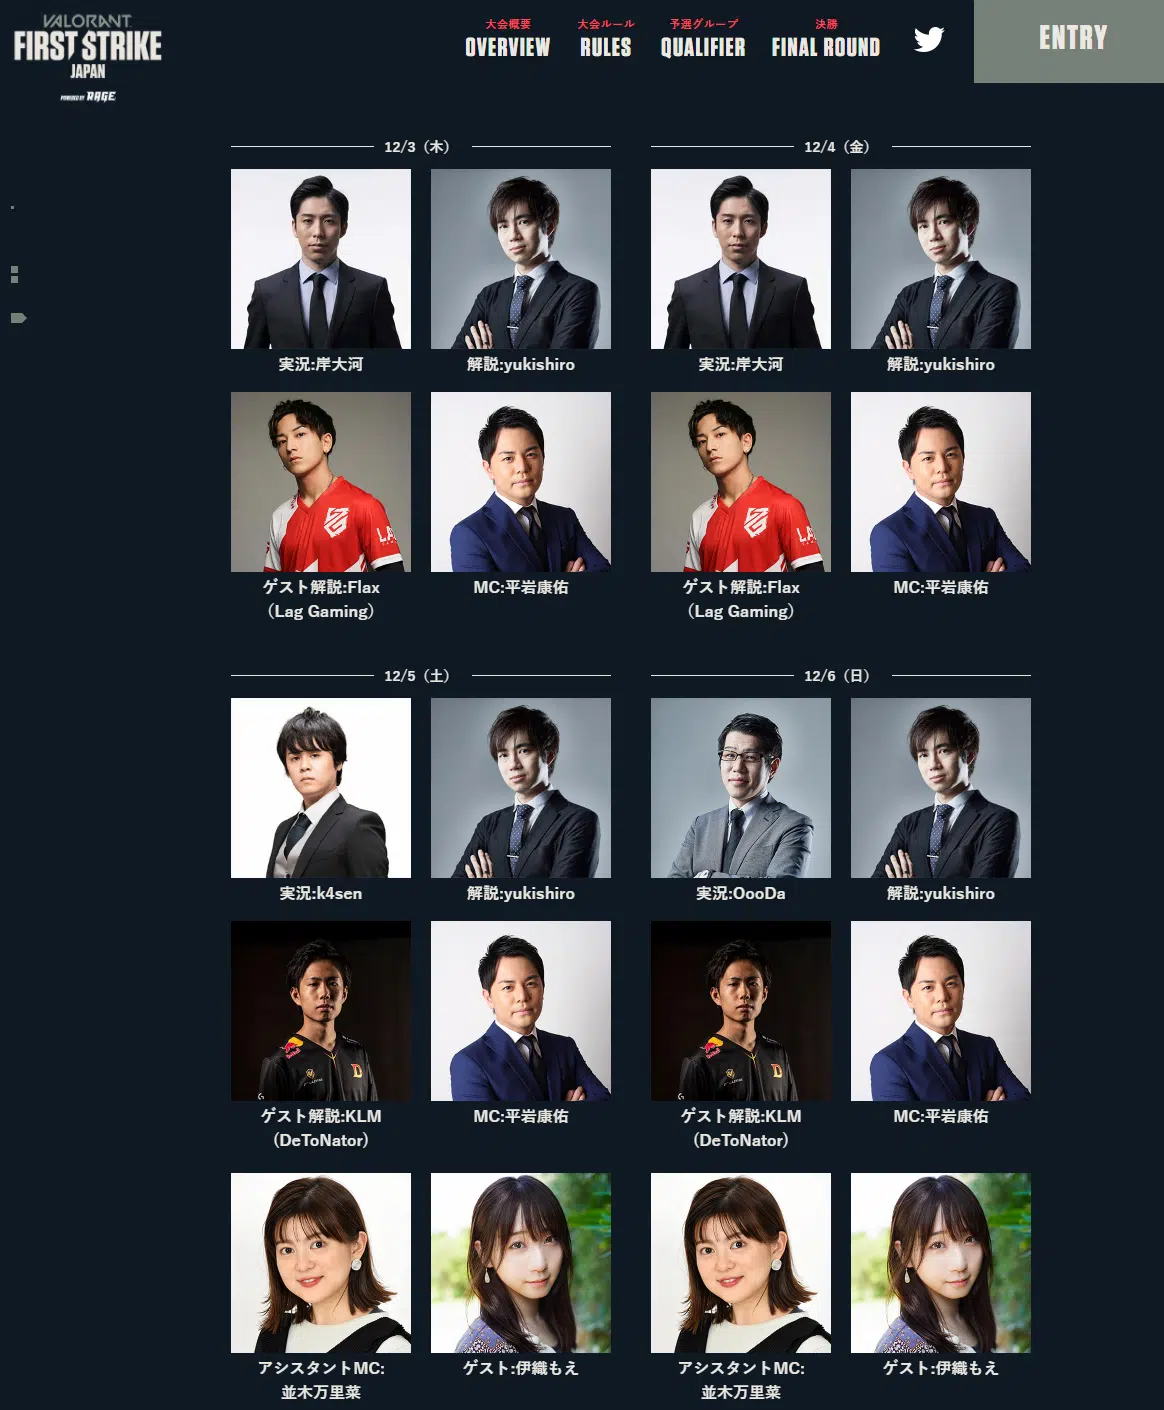 VALORANT
FIRST STRIKE
JAPAN
POWERED BY RAGE
大会概要
OVERVIEW
大会ルール
RULES
予選グループ
QUALIFIER
決勝
FINAL ROUND
ENTRY
12/3（木）
12/4（金）
実況:岸大河
解説:yukishiro
実況:岸大河
解説:yukishiro
ゲスト解説:Flax
（Lag Gaming）
MC:平岩康佑
ゲスト解説:Flax
（Lag Gaming）
MC:平岩康佑
12/5（土）
12/6（日）
実況:k4sen
解説:yukishiro
実況:OooDa
解説:yukishiro
ゲスト解説:KLM
（DeToNator）
MC:平岩康佑
ゲスト解説:KLM
（DeToNator）
MC:平岩康佑
アシスタントMC:
並木万里菜
ゲスト:伊織もえ
アシスタントMC:
並木万里菜
ゲスト:伊織もえ